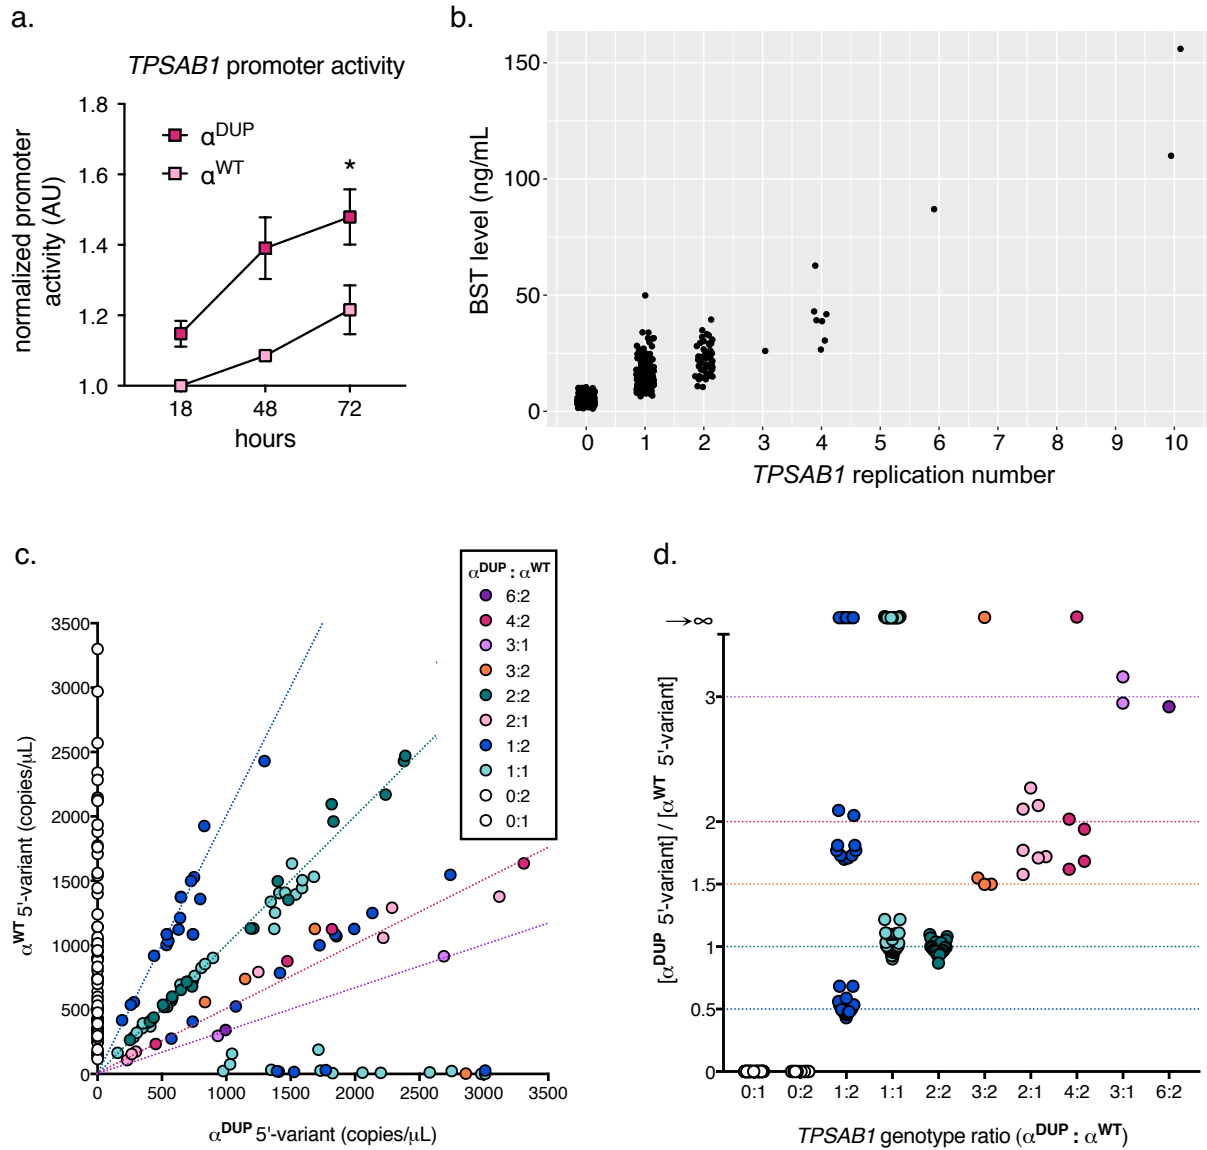 a.
TPSAB1 promoter activity
normalized promoter
activity (AU)
1.8
1.6
1.4
1.2
1.0
αDUP
αWT
*
18 48 72
hours
b.
BST level (ng/mL)
150
100
50
0
0 1 2 3 4 5 6 7 8 9 10
TPSAB1 replication number
c.
αWT 5'-variant (copies/μL)
3500
3000
2500
2000
1500
1000
500
0
0 500 1000 1500 2000 2500 3000 3500
αDUP 5'-variant (copies/μL)
αDUP : αWT
6:2
4:2
3:1
3:2
2:2
2:1
1:2
1:1
0:2
0:1
d.
[αDUP 5'-variant] / [αWT 5'-variant]
→∞
3
2
1.5
1
0.5
0
0:1 0:2 1:2 1:1 2:2 3:2 2:1 4:2 3:1 6:2
TPSAB1 genotype ratio (αDUP : αWT)